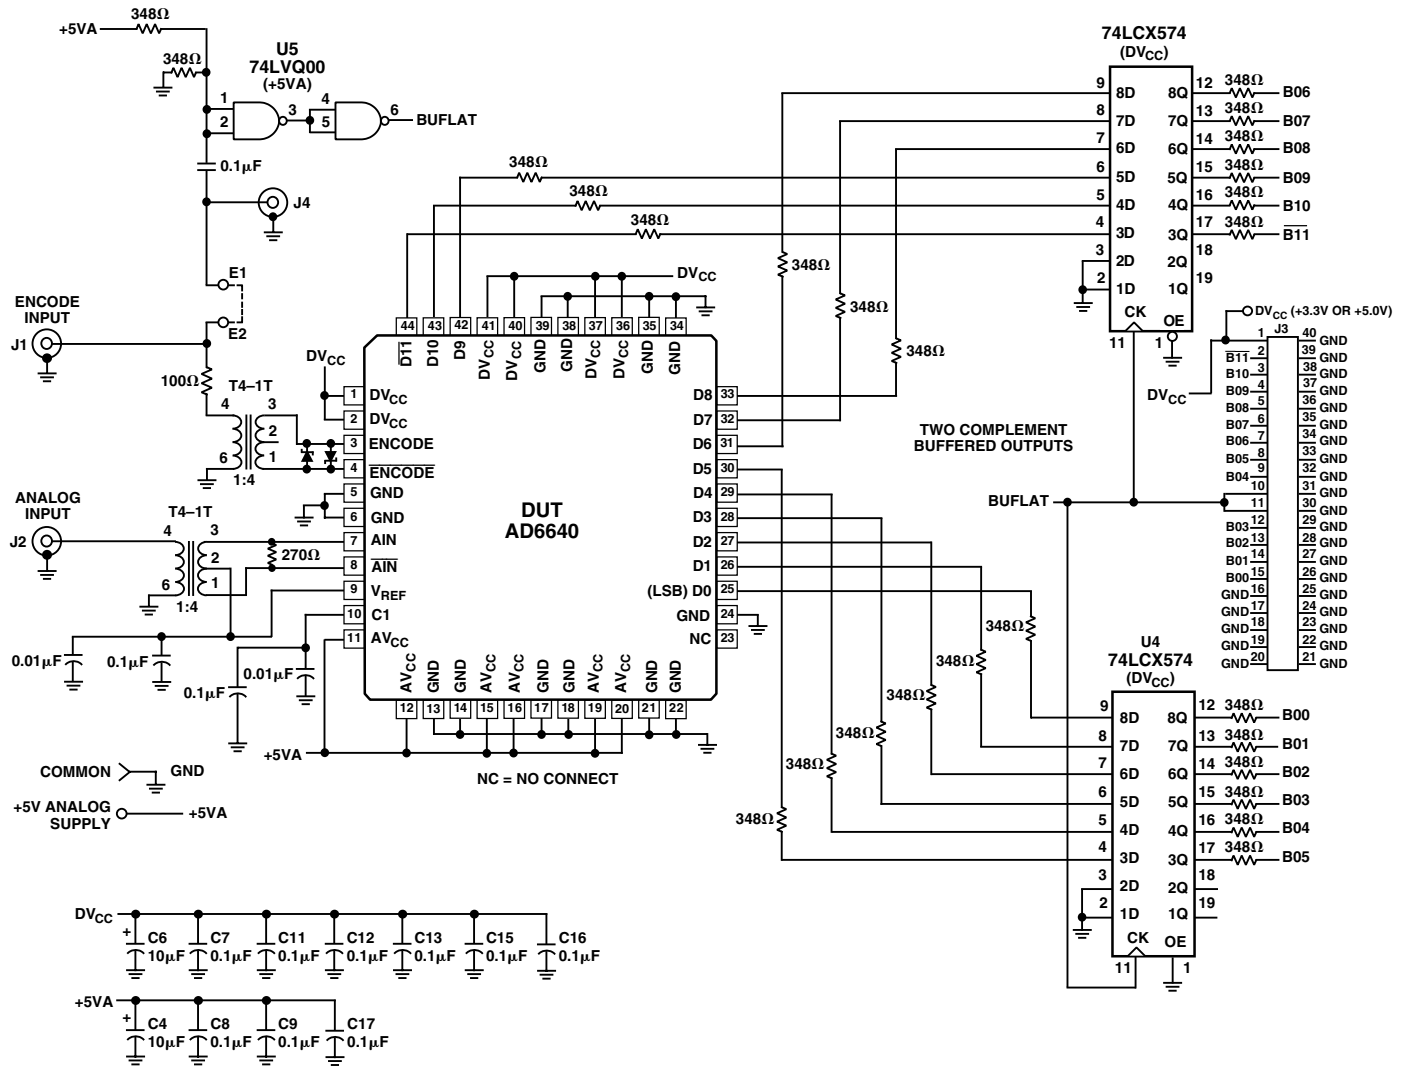 348Ω
+5VA
348Ω
U5
74LVQ00
(+5VA)
1
2
3
4
5
6
BUFLAT
0.1µF
J4
E1
E2
ENCODE
INPUT
J1
100Ω
T4–1T
4
3
2
6
1
1:4
ANALOG
INPUT
J2
T4–1T
4
3
2
6
1
1:4
270Ω
0.01µF
0.1µF
0.1µF
0.01µF
348Ω
348Ω
348Ω
DVCC
44
43
42
41
40
39
38
37
36
35
34
D11
D10
D9
DVCC
DVCC
GND
GND
DVCC
DVCC
GND
GND
DVCC
1
DVCC
2
DVCC
3
ENCODE
4
ENCODE
5
GND
6
GND
7
AIN
8
AIN
9
VREF
10
C1
11
AVCC
DUT
AD6640
D8
33
D7
32
D6
31
D5
30
D4
29
D3
28
D2
27
D1
26
(LSB) D0
25
GND
24
NC
23
AVCC
GND
GND
AVCC
AVCC
GND
GND
AVCC
AVCC
GND
GND
12
13
14
15
16
17
18
19
20
21
22
+5VA
NC = NO CONNECT
COMMON
GND
+5V ANALOG
SUPPLY
+5VA
348Ω
348Ω
348Ω
74LCX574
(DVCC)
9
8D
8Q
12
348Ω
B06
8
7D
7Q
13
348Ω
B07
7
6D
6Q
14
348Ω
B08
6
5D
5Q
15
348Ω
B09
5
4D
4Q
16
348Ω
B10
4
3D
3Q
17
348Ω
B11
3
2D
2Q
18
2
1D
1Q
19
CK
OE
11
1
TWO COMPLEMENT
BUFFERED OUTPUTS
BUFLAT
DVCC (+3.3V OR +5.0V)
J3
DVCC
1
40
GND
B11
2
39
GND
B10
3
38
GND
B09
4
37
GND
B08
5
36
GND
B07
6
35
GND
B06
7
34
GND
B05
8
33
GND
B04
9
32
GND
10
31
GND
11
30
GND
B03
12
29
GND
B02
13
28
GND
B01
14
27
GND
B00
15
26
GND
GND
16
25
GND
GND
17
24
GND
GND
18
23
GND
GND
19
22
GND
GND
20
21
GND
348Ω
348Ω
348Ω
348Ω
348Ω
348Ω
U4
74LCX574
(DVCC)
9
8D
8Q
12
348Ω
B00
8
7D
7Q
13
348Ω
B01
7
6D
6Q
14
348Ω
B02
6
5D
5Q
15
348Ω
B03
5
4D
4Q
16
348Ω
B04
4
3D
3Q
17
348Ω
B05
3
2D
2Q
18
2
1D
1Q
19
CK
OE
11
1
DVCC
+
C6
10µF
C7
0.1µF
C11
0.1µF
C12
0.1µF
C13
0.1µF
C15
0.1µF
C16
0.1µF
+5VA
+
C4
10µF
C8
0.1µF
C9
0.1µF
C17
0.1µF